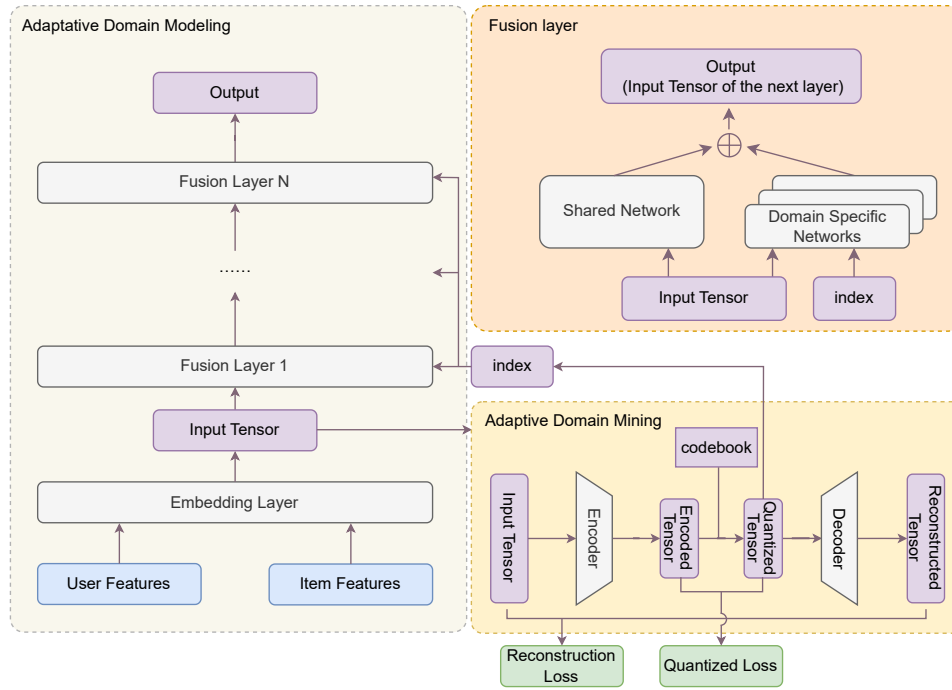 Adaptative Domain Modeling
Output
Fusion Layer N
......
Fusion Layer 1
Input Tensor
Embedding Layer
User Features
Item Features
Fusion layer
Output
(Input Tensor of the next layer)
Shared Network
Domain Specific
Networks
Input Tensor
index
index
Adaptive Domain Mining
codebook
Input Tensor
Encoder
Encoded
Tensor
Quantized
Tensor
Decoder
Reconstructed
Tensor
Reconstruction
Loss
Quantized Loss